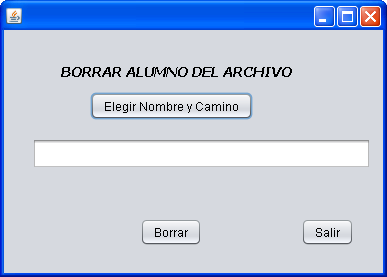 BORRAR ALUMNO DEL ARCHIVO
Elegir Nombre y Camino
Borrar
Salir